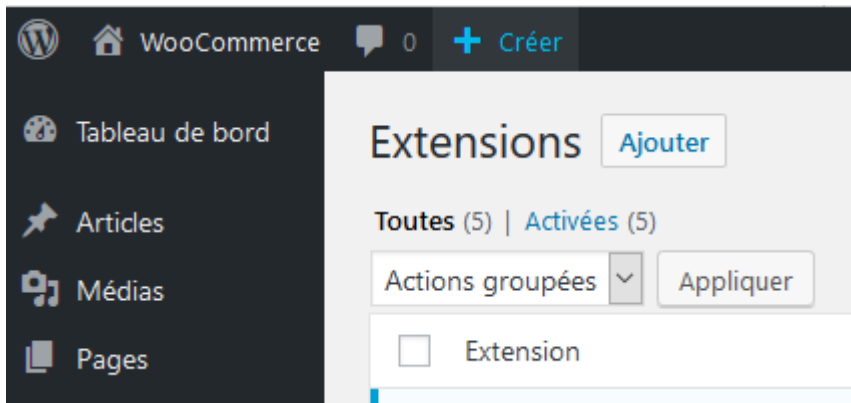 WooCommerce 0 + Créer
Tableau de bord
Extensions Ajouter
Articles
Toutes (5) | Activées (5)
Médias
Actions groupées Appliquer
Pages
Extension